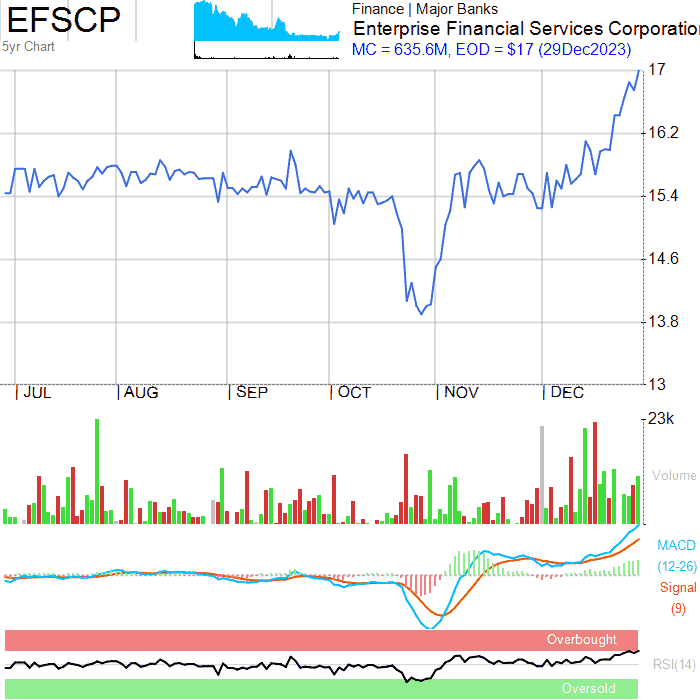 EFSCP
5yr Chart
Finance | Major Banks
Enterprise Financial Services Corporatio
MC = 635.6M, EOD = $17 (29Dec2023)
17
16.2
15.4
14.6
13.8
13
| JUL | AUG | SEP | OCT | NOV | DEC
23k
Volume
MACD
(12-26)
Signal
(9)
Overbought
RSI(14)
Oversold